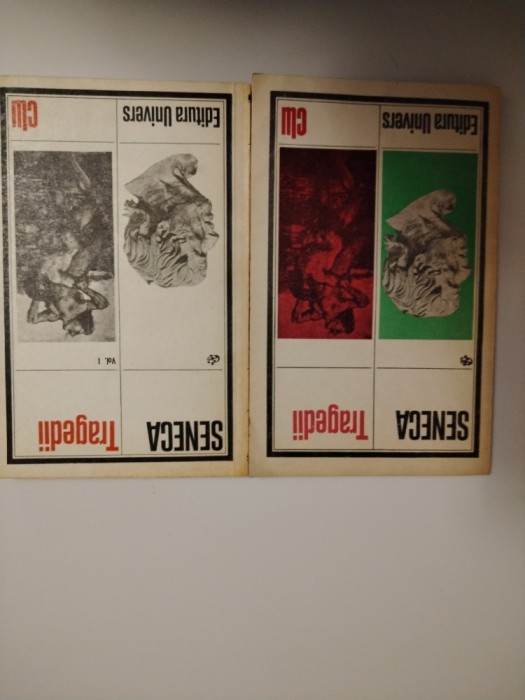 SENECA
Tragedii
Editura Univers
clu
SENECA
Tragedii
Vol. I
Editura Univers
clu